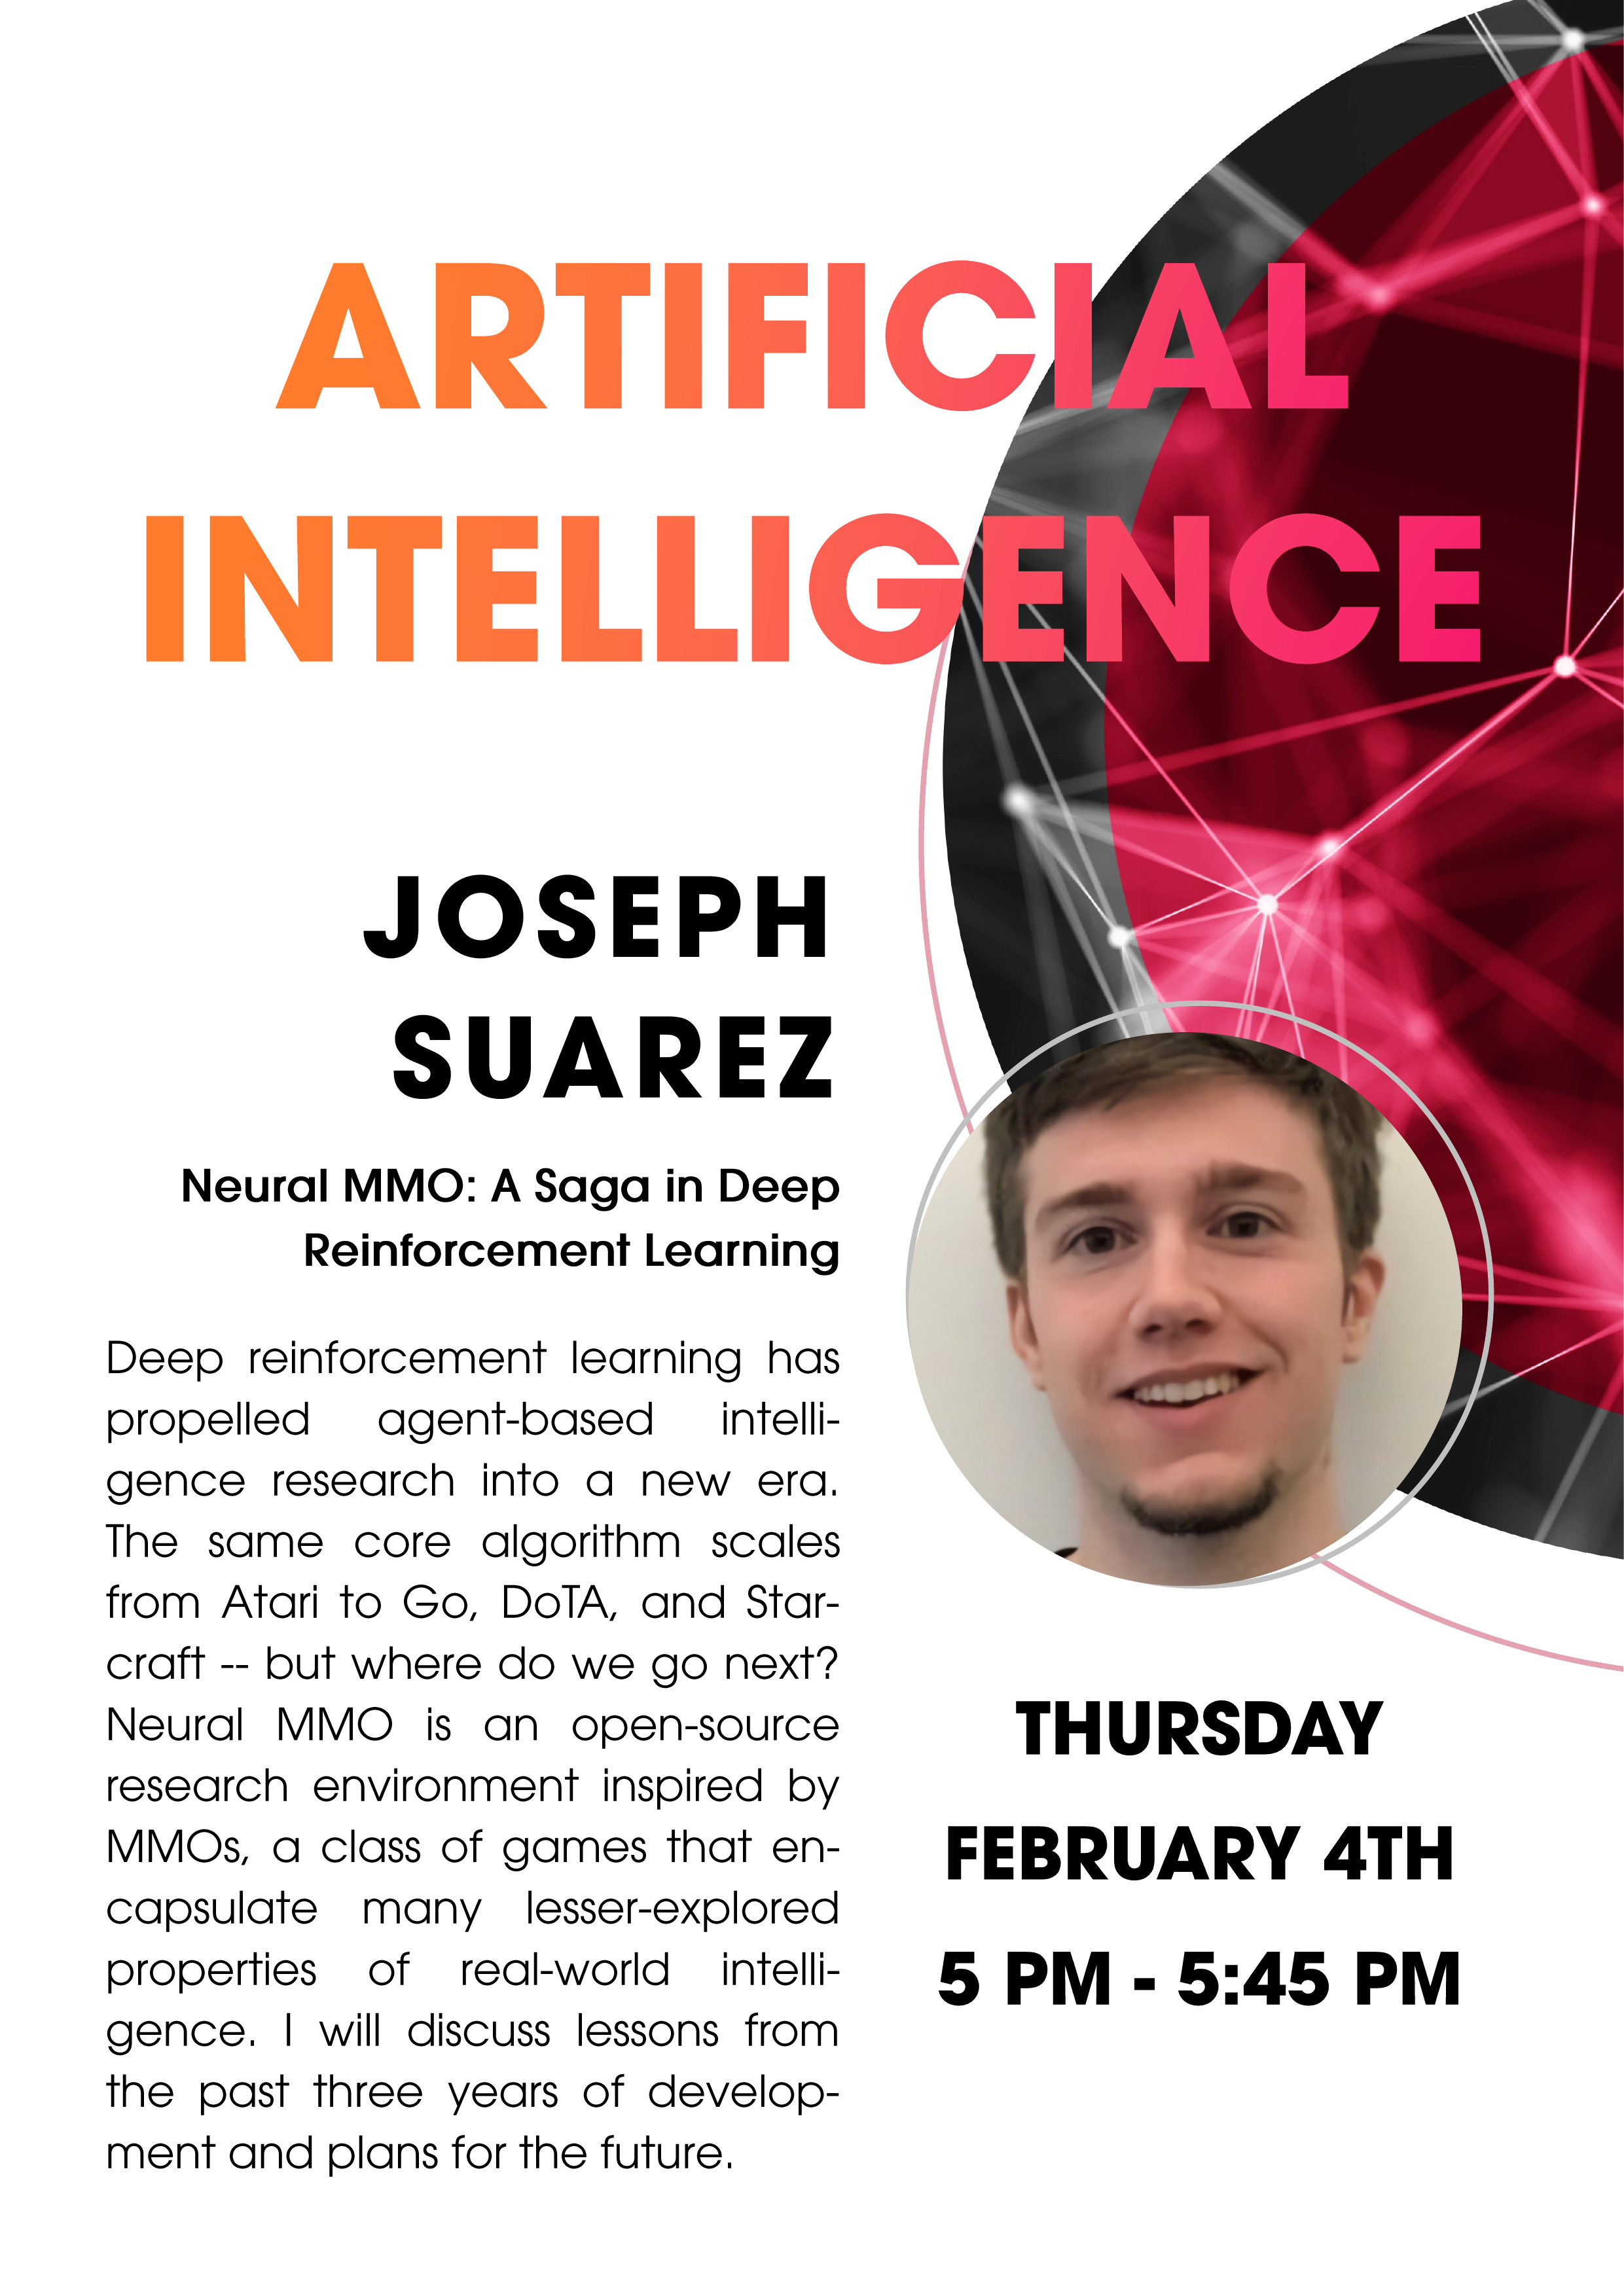 ARTIFICIAL
INTELLIGENCE
JOSEPH
SUAREZ
Neural MMO: A Saga in Deep
Reinforcement Learning
Deep reinforcement learning has
propelled agent-based intelli-
gence research into a new era.
The same core algorithm scales
from Atari to Go, DoTA, and Star-
craft -- but where do we go next?
Neural MMO is an open-source
research environment inspired by
MMOs, a class of games that en-
capsulate many lesser-explored
properties of real-world intelli-
gence. I will discuss lessons from
the past three years of develop-
ment and plans for the future.
THURSDAY
FEBRUARY 4TH
5 PM - 5:45 PM